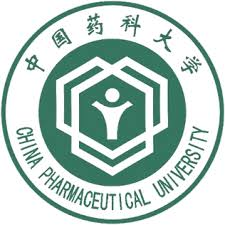 中国药科大学
CHINA PHARMACEUTICAL UNIVERSITY